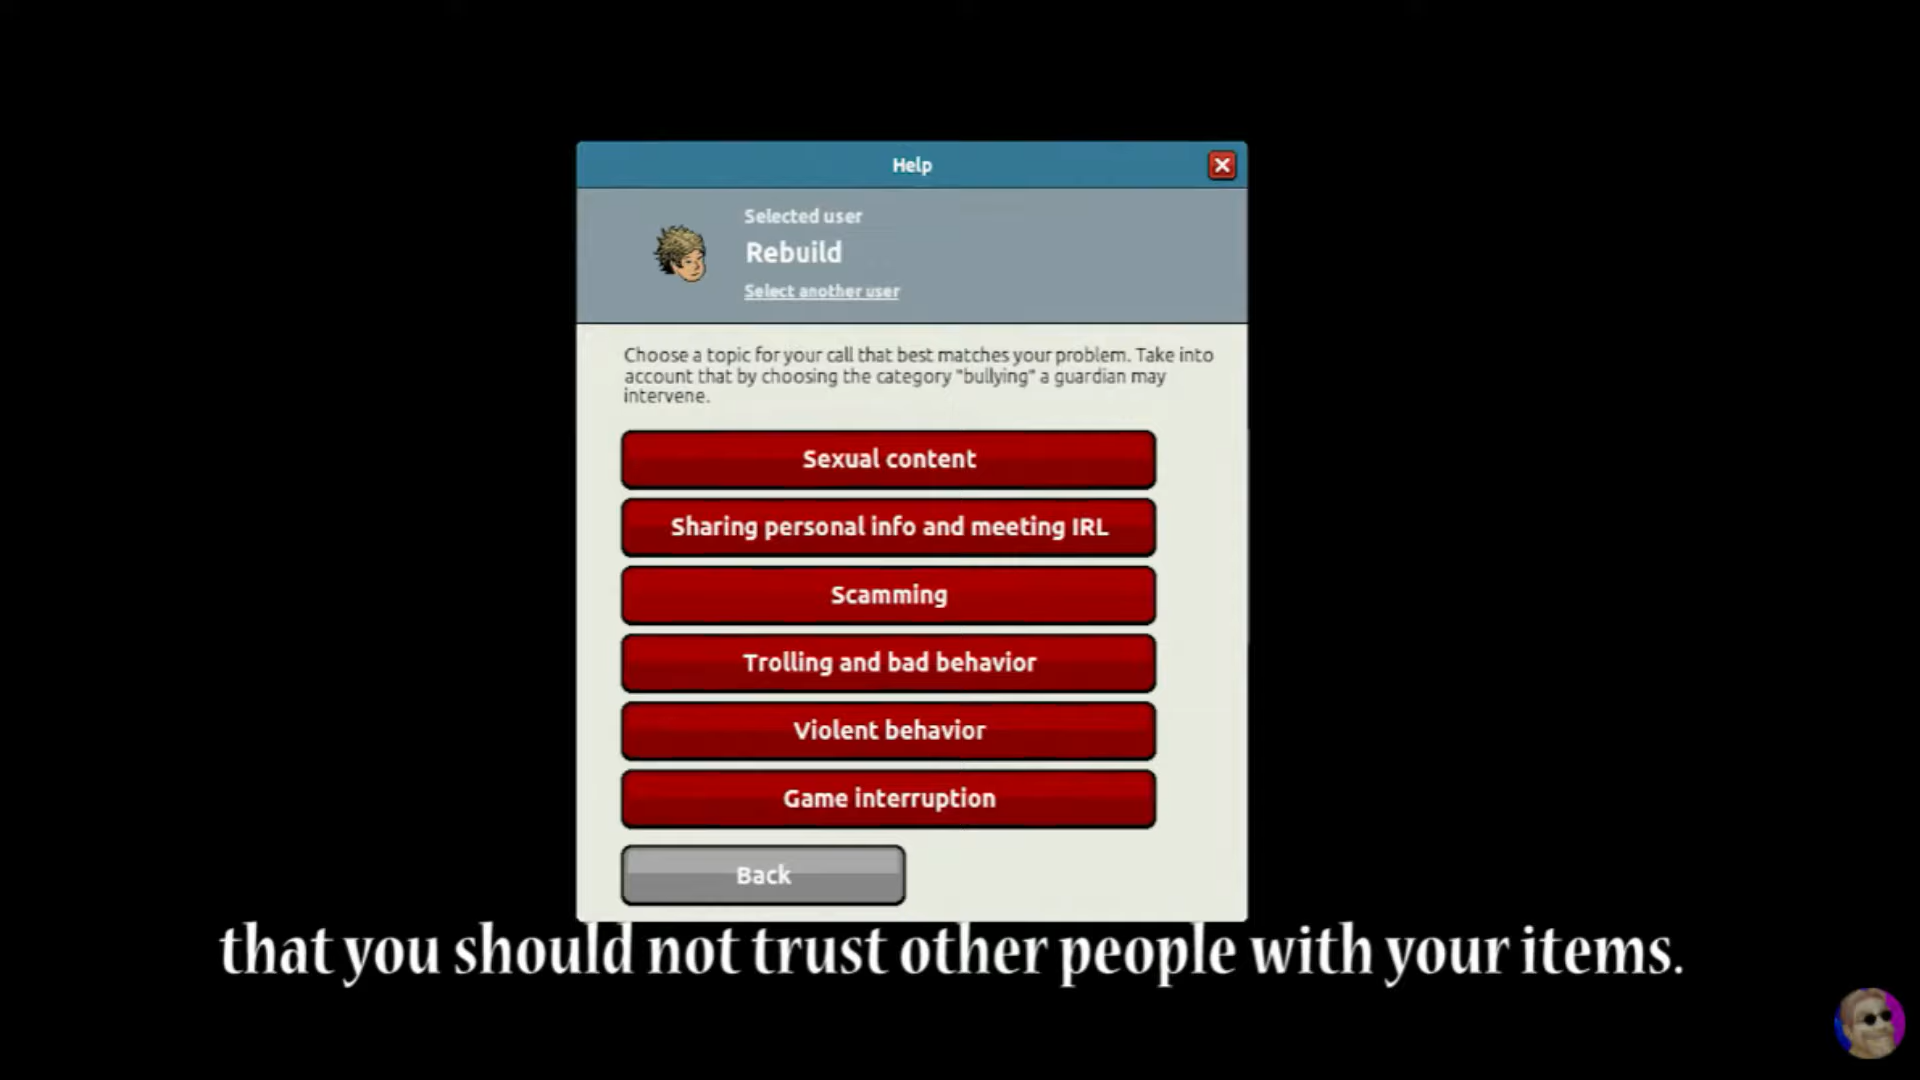 Help
Selected user
Rebuild
Select another user
Choose a topic for your call that best matches your problem. Take into
account that by choosing the category "bullying" a guardian may
intervene.
Sexual content
Sharing personal info and meeting IRL
Scamming
Trolling and bad behavior
Violent behavior
Game interruption
Back
that you should not trust other people with your items.